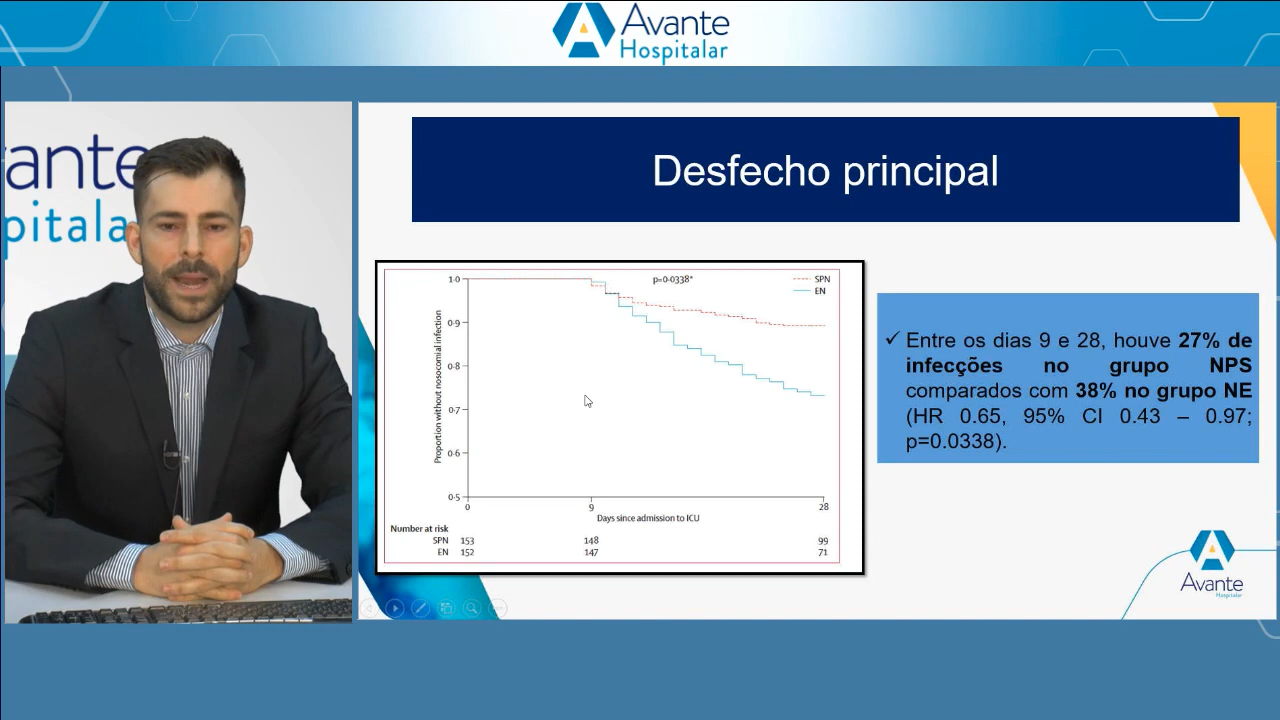 Avante
Hospitalar
vante
pitala
Desfecho principal
1·0
0·9
0·8
0·7
0·6
0·5
Proportion without nosocomial infection
p=0·0338*
SPN
EN
0 9 28
Days since admission to ICU
Number at risk
SPN 153 148 99
EN 152 147 71
✓ Entre os dias 9 e 28, houve 27% de
infecções no grupo NPS
comparados com 38% no grupo NE
(HR 0.65, 95% CI 0.43 – 0.97;
p=0.0338).
Avante
Hospitalar